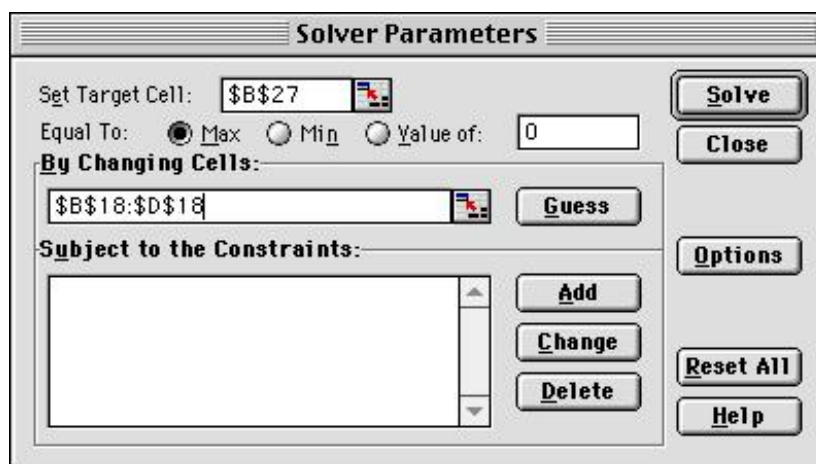 Solver Parameters
Set Target Cell: $B$27
Solve
Equal To: Max Min Value of: 0
Close
By Changing Cells:
$B$18:$D$18
Guess
Subject to the Constraints:
Options
Add
Change
Reset All
Delete
Help